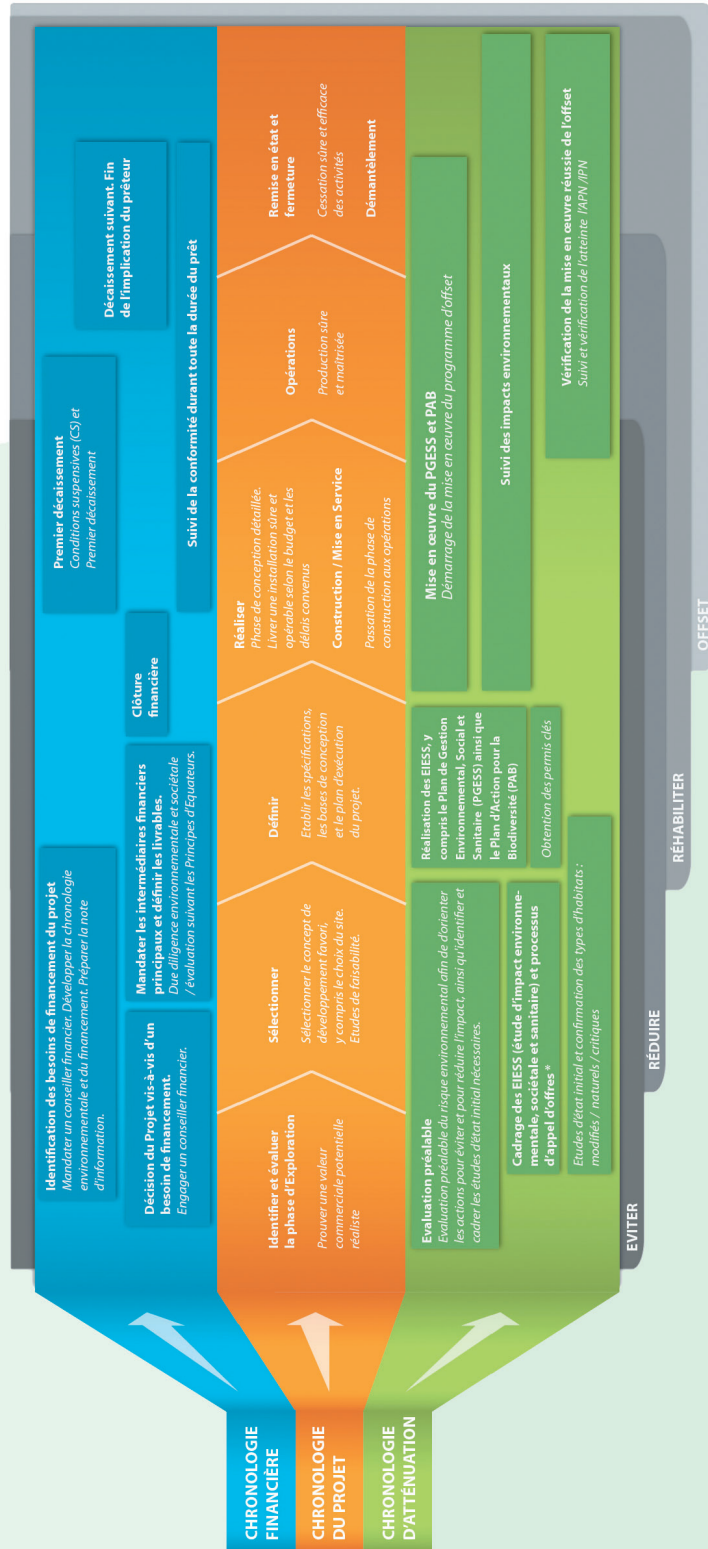 CHRONOLOGIE
FINANCIÈRE
Identification des besoins de financement du projet
Mandater un conseiller financier. Développer la chronologie
environnementale et du financement. Préparer la note
d'information.
Décision du Projet vis-à-vis d'un
besoin de financement.
Engager un conseiller financier.
Mandater les intermédiaires financiers
principaux et définir les livrables.
Due diligence environnementale et sociétale
/ évaluation suivant les Principes d'Equateurs.
Clôture
financière
Premier décaissement
Conditions suspensives (CS) et
Premier décaissement
Décaissement suivant. Fin
de l'implication du prêteur
Suivi de la conformité durant toute la durée du prêt
CHRONOLOGIE
DU PROJET
Identifier et évaluer
la phase d'Exploration
Prouver une valeur
commerciale potentielle
réaliste
Sélectionner
Sélectionner le concept de
développement favori,
y compris le choix du site.
Etudes de faisabilité.
Définir
Etablir les spécifications,
les bases de conception
et le plan d'exécution
du projet.
Réaliser
Phase de conception détaillée.
Livrer une installation sûre et
opérable selon le budget et les
délais convenus
Construction / Mise en Service
Passation de la phase de
construction aux opérations
Opérations
Production sûre
et maîtrisée
Remise en état et
fermeture
Cessation sûre et efficace
des activités
Démantèlement
CHRONOLOGIE
D'ATTÉNUATION
Evaluation préalable
Evaluation préalable du risque environmental afin de d'orienter
les actions pour éviter et pour réduire l'impact, ainsi qu'identifier et
cadrer les études d'état initial nécessaires.
Cadrage des EIESS (étude d'impact environne-
mentale, sociétale et sanitaire) et processus
d'appel d'offres *
Etudes d'état initial et confirmation des types d'habitats :
modifiés / naturels / critiques
Réalisation des EIESS, y
compris le Plan de Gestion
Environmental, Social et
Sanitaire (PGESS) ainsi que
le Plan d'Action pour la
Biodiversité (PAB)
Obtention des permis clés
Mise en œuvre du PGESS et PAB
Démarrage de la mise en œuvre du programme d'offset
Suivi des impacts environnementaux
Vérification de la mise en œuvre réussie de l'offset
Suivi et vérification de l'atteinte l'APN /IPN
EVITER
RÉDUIRE
RÉHABILITER
OFFSET